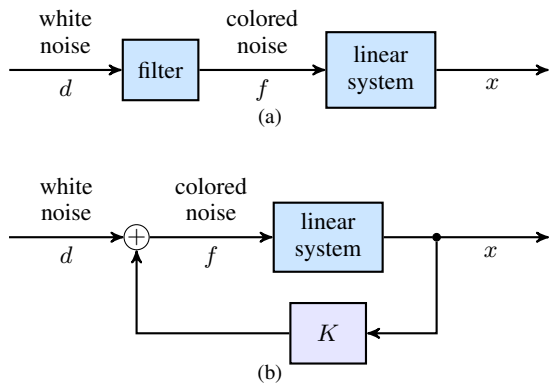 white
noise
d
filter
colored
noise
f
linear
system
x
(a)
white
noise
d
+
colored
noise
f
linear
system
x
K
(b)